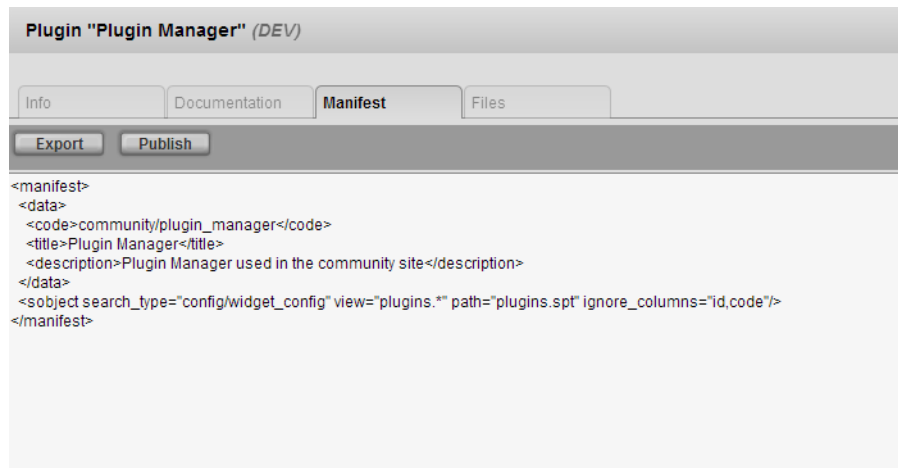 Plugin "Plugin Manager" (DEV)
Info Documentation Manifest Files
Export Publish
<manifest>
<data>
<code>community/plugin_manager</code>
<title>Plugin Manager</title>
<description>Plugin Manager used in the community site</description>
</data>
<sobject search_type="config/widget_config" view="plugins.*" path="plugins.spt" ignore_columns="id,code"/>
</manifest>